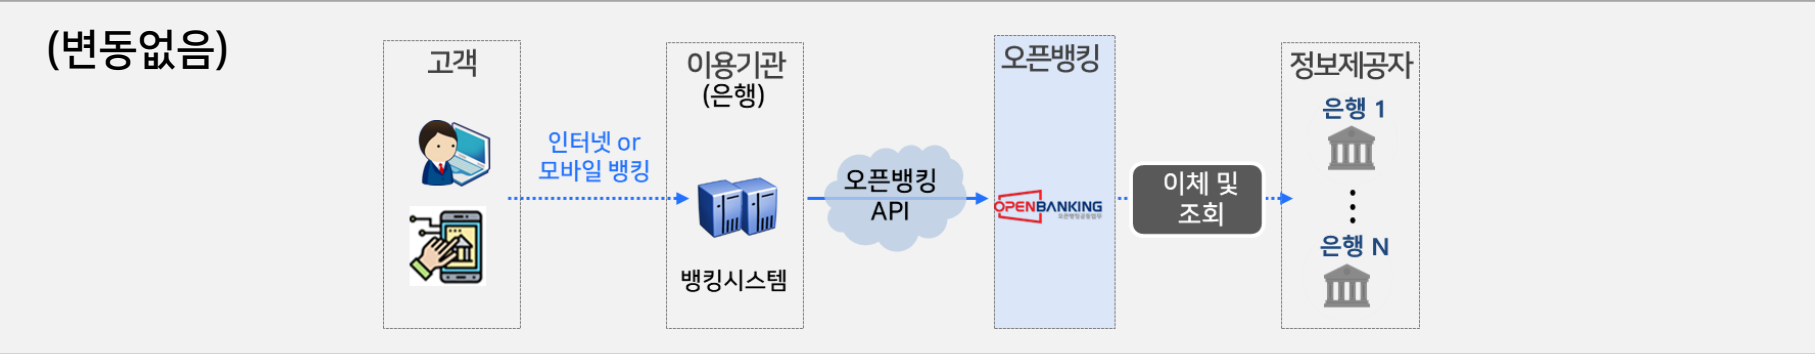 (변동없음)
고객
인터넷 or
모바일 뱅킹
이용기관
(은행)
뱅킹시스템
오픈뱅킹
API
오픈뱅킹
OPENBANKING
이체 및
조회
정보제공자
은행 1
은행 N